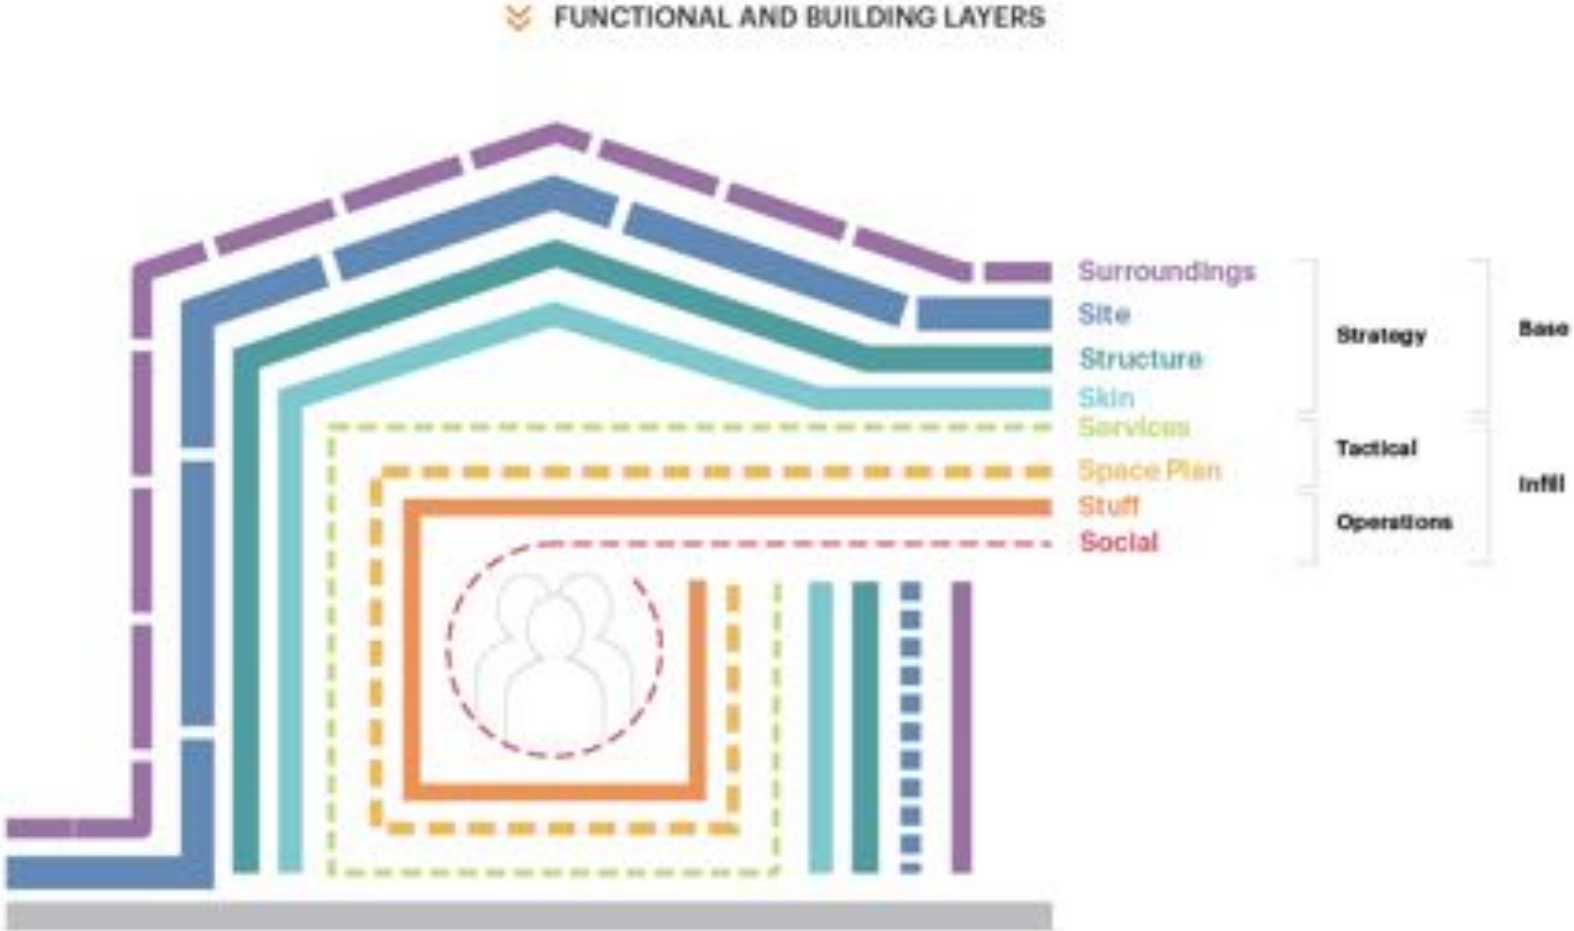 FUNCTIONAL AND BUILDING LAYERS
Surroundings
Site
Structure
Skin
Services
Space Plan
Stuff
Social
Strategy
Tactical
Operations
Base
Infill